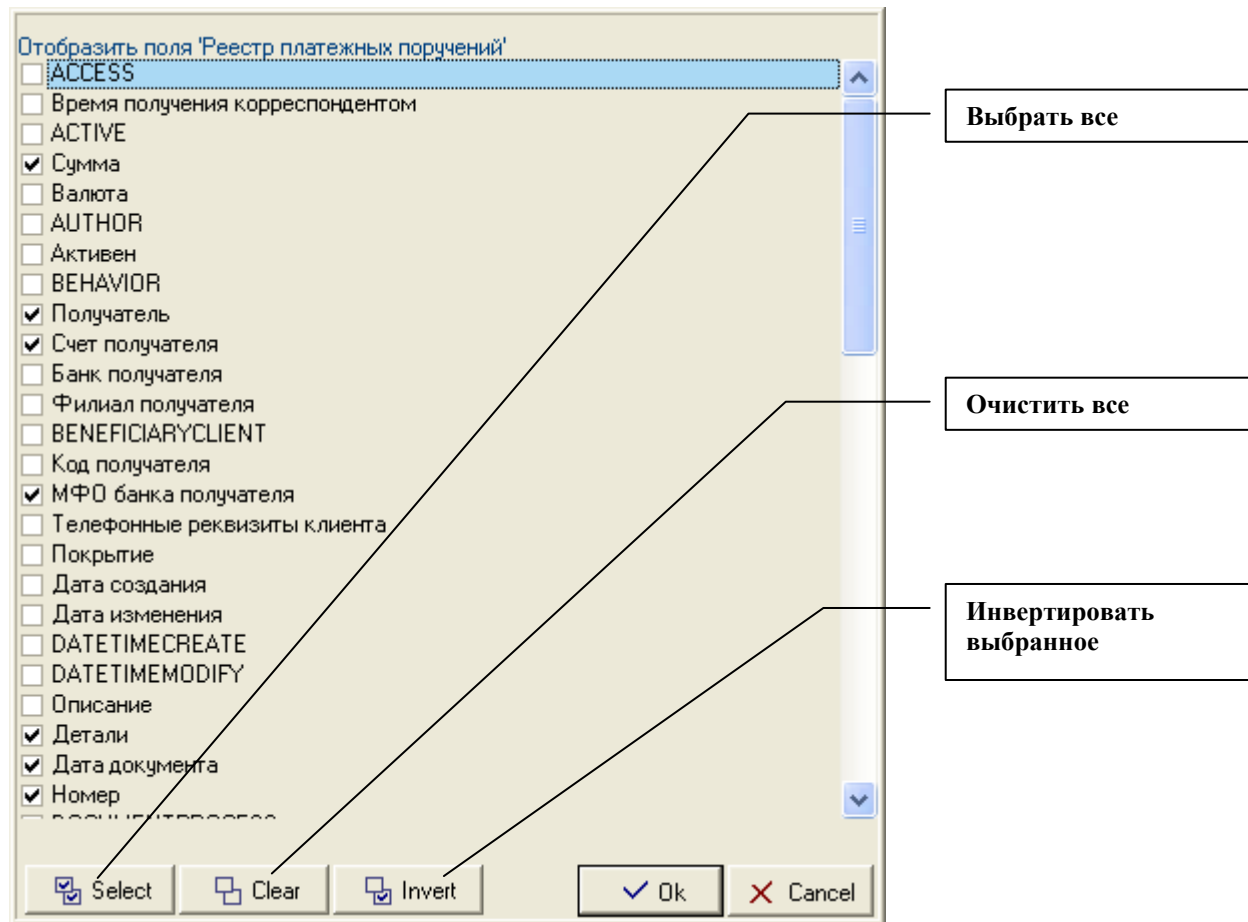 Отобразить поля 'Реестр платежных поручений'
ACCESS
Время получения корреспондентом
ACTIVE
Сумма
Валюта
AUTHOR
Активен
BEHAVIOR
Получатель
Счет получателя
Банк получателя
Филиал получателя
BENEFICIARYCLIENT
Код получателя
МФО банка получателя
Телефонные реквизиты клиента
Покрытие
Дата создания
Дата изменения
DATETIMECREATE
DATETIMEMODIFY
Описание
Детали
Дата документа
Номер
Select Clear Invert Ok Cancel
Выбрать все
Очистить все
Инвертировать
выбранное